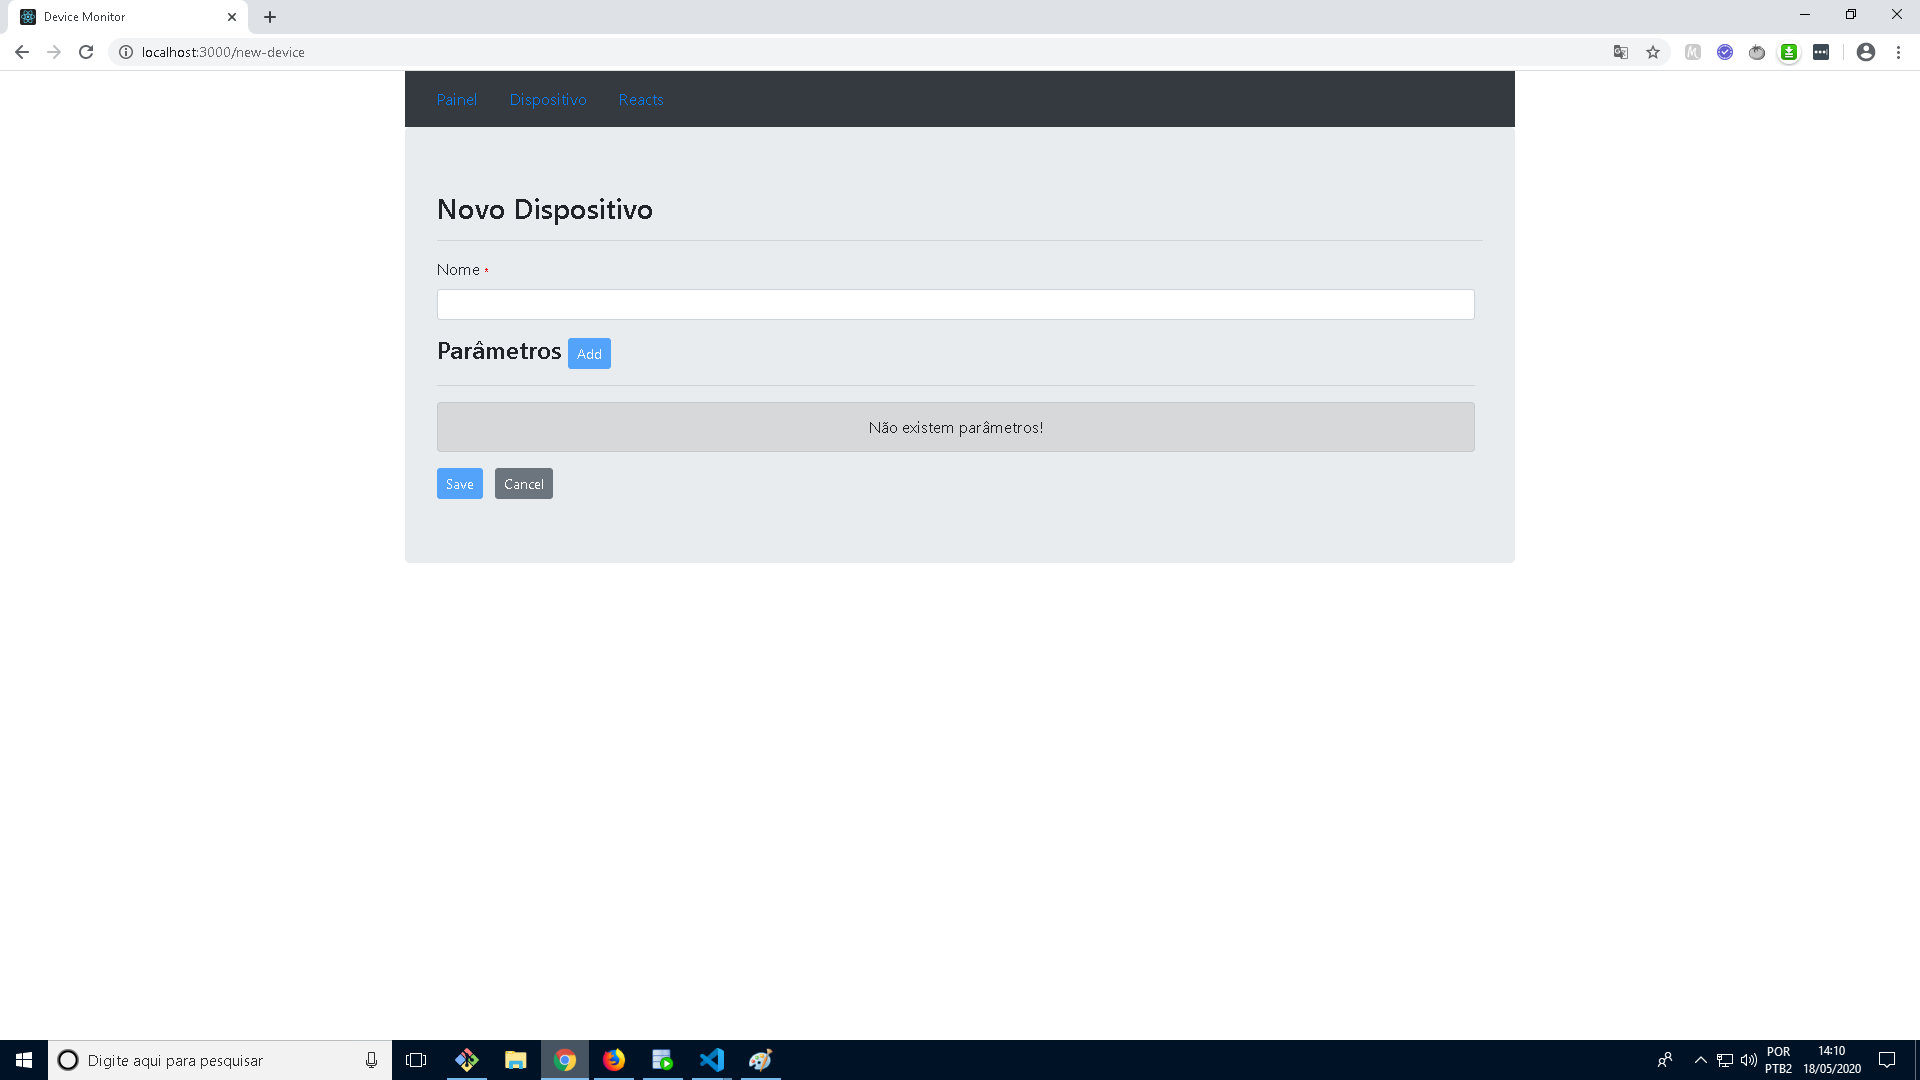 Device Monitor
localhost:3000/new-device
Painel Dispositivo Reacts
Novo Dispositivo
Nome *
Parâmetros Add
Não existem parâmetros!
Save Cancel
Digite aqui para pesquisar
POR 14:10
PTB2 18/05/2020